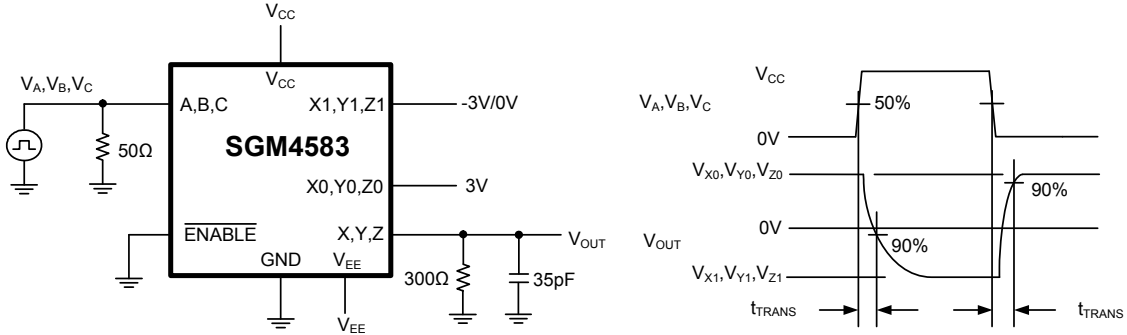 VCC
VCC
VA,VB,VC
A,B,C
X1,Y1,Z1
-3V/0V
50Ω
SGM4583
X0,Y0,Z0
3V
ENABLE
X,Y,Z
VOUT
GND
VEE
300Ω
35pF
VEE
VCC
VA,VB,VC
50%
0V
VX0,VY0,VZ0
90%
0V
VOUT
90%
VX1,VY1,VZ1
tTRANS
tTRANS